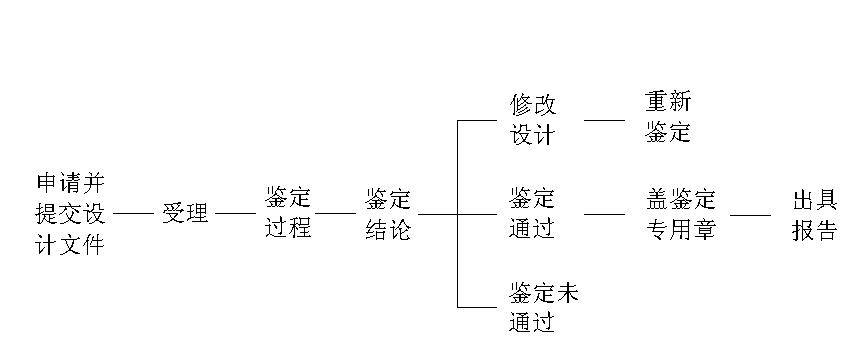 申请并
提交设
计文件
受理
鉴定
过程
鉴定
结论
修改
设计
重新
鉴定
鉴定
通过
盖鉴定
专用章
出具
报告
鉴定未
通过